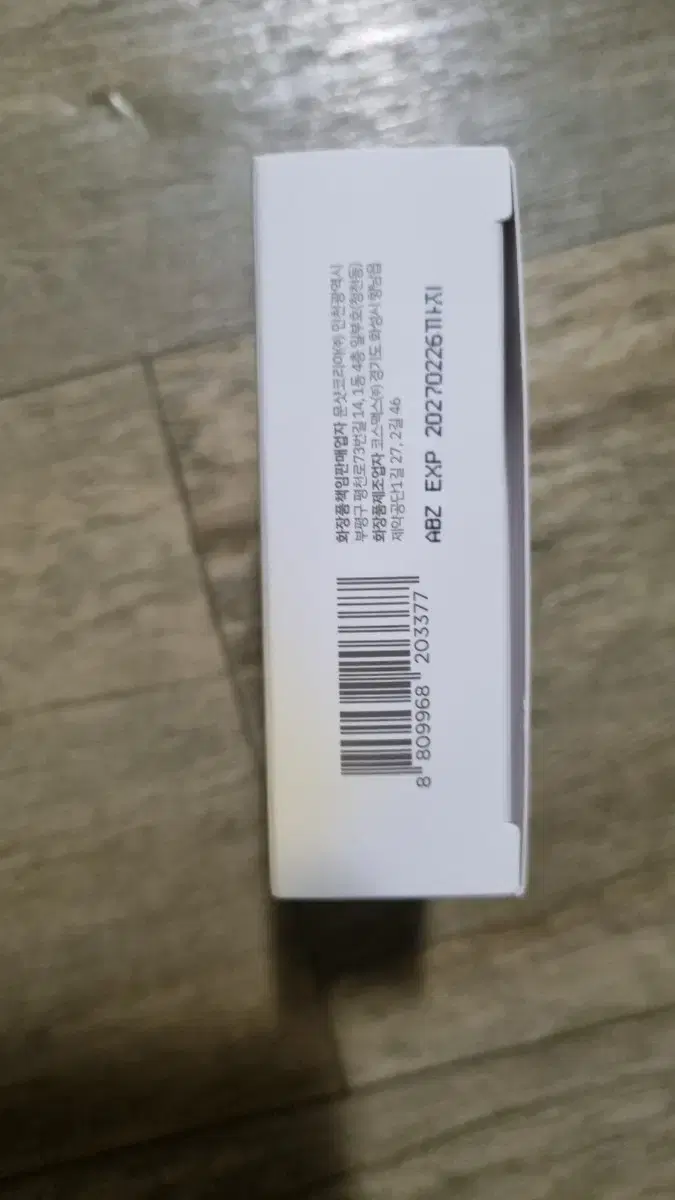 화장품책임판매업자 문샷코리아(주) 인천광역시
부평구 평천로73번길 14, 1동 4층 일부호(청천동)
화장품제조업자 코스맥스(주) 경기도 화성시 향남읍
제약공단1길 27, 2길 46
ABZ EXP 20270226까지
8 809968 203377